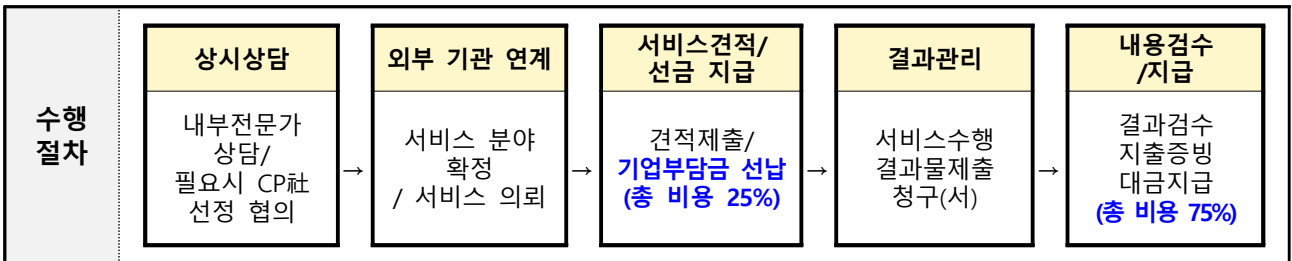 수행
절차
상시상담
내부전문가
상담/
필요시 CP社
선정 협의
→
외부 기관 연계
서비스 분야
확정
/ 서비스 의뢰
→
서비스견적/
선금 지급
견적제출/
기업부담금 선납
(총 비용 25%)
→
결과관리
서비스수행
결과물제출
청구(서)
→
내용검수
/지급
결과검수
지출증빙
대금지급
(총 비용 75%)